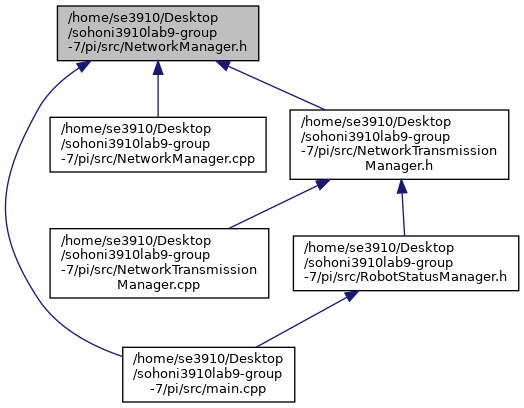 /home/se3910/Desktop
/sohoni3910lab9-group
-7/pi/src/NetworkManager.h
/home/se3910/Desktop
/sohoni3910lab9-group
-7/pi/src/NetworkManager.cpp
/home/se3910/Desktop
/sohoni3910lab9-group
-7/pi/src/NetworkTransmission
Manager.h
/home/se3910/Desktop
/sohoni3910lab9-group
-7/pi/src/NetworkTransmission
Manager.cpp
/home/se3910/Desktop
/sohoni3910lab9-group
-7/pi/src/RobotStatusManager.h
/home/se3910/Desktop
/sohoni3910lab9-group
-7/pi/src/main.cpp